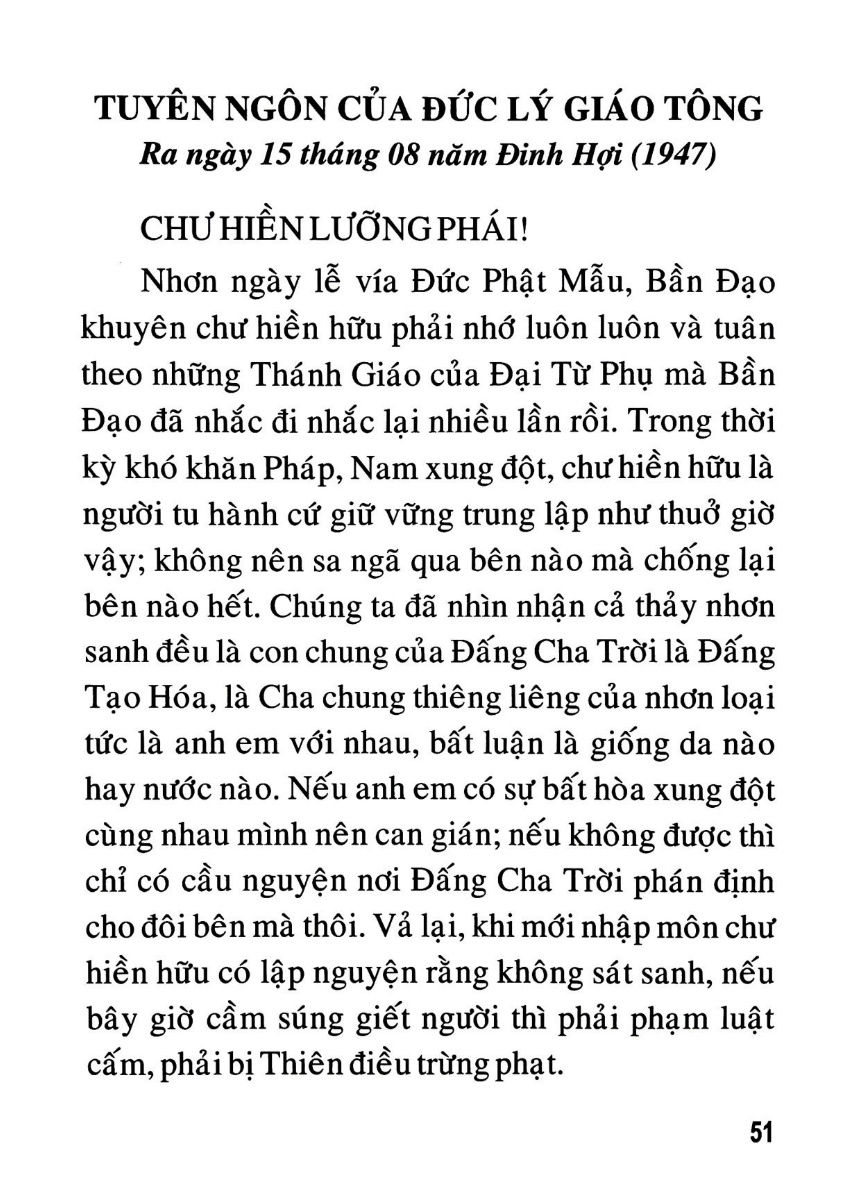 TUYÊN NGÔN CỦA ĐỨC LÝ GIÁO TÔNG
Ra ngày 15 tháng 08 năm Đinh Hợi (1947)
CHƯ HIỀN LƯỠNG PHÁI!
Nhơn ngày lễ vía Đức Phật Mẫu, Bần Đạo
khuyên chư hiền hữu phải nhớ luôn luôn và tuân
theo những Thánh Giáo của Đại Từ Phụ mà Bần
Đạo đã nhắc đi nhắc lại nhiều lần rồi. Trong thời
kỳ khó khăn Pháp, Nam xung đột, chư hiền hữu là
người tu hành cứ giữ vững trung lập như thuở giờ
vậy; không nên sa ngã qua bên nào mà chống lại
bên nào hết. Chúng ta đã nhìn nhận cả thảy nhơn
sanh đều là con chung của Đấng Cha Trời là Đấng
Tạo Hóa, là Cha chung thiêng liêng của nhơn loại
tức là anh em với nhau, bất luận là giống da nào
hay nước nào. Nếu anh em có sự bất hòa xung đột
cùng nhau mình nên can gián; nếu không được thì
chỉ có cầu nguyện nơi Đấng Cha Trời phán định
cho đôi bên mà thôi. Vả lại, khi mới nhập môn chư
hiền hữu có lập nguyện rằng không sát sanh, nếu
bây giờ cầm súng giết người thì phải phạm luật
cấm, phải bị Thiên điều trừng phạt.
51